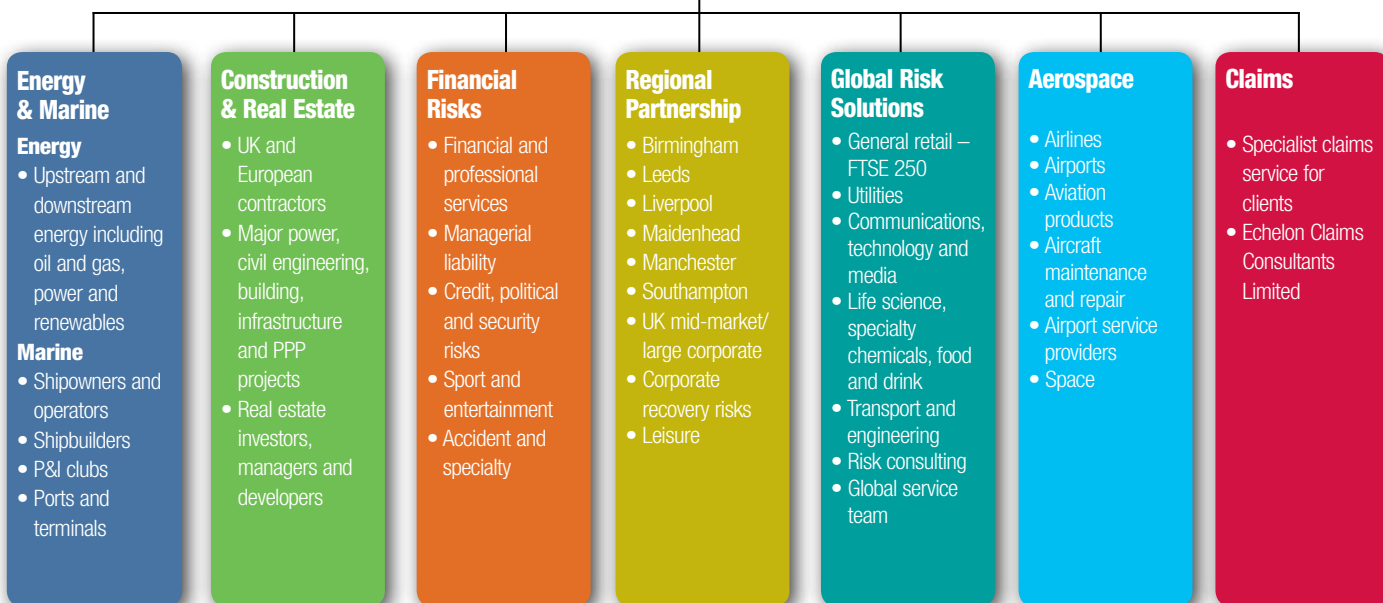 Energy
& Marine
Energy
• Upstream and
downstream
energy including
oil and gas,
power and
renewables
Marine
• Shipowners and
operators
• Shipbuilders
• P&I clubs
• Ports and
terminals
Construction
& Real Estate
• UK and
European
contractors
• Major power,
civil engineering,
building,
infrastructure
and PPP
projects
• Real estate
investors,
managers and
developers
Financial
Risks
• Financial and
professional
services
• Managerial
liability
• Credit, political
and security
risks
• Sport and
entertainment
• Accident and
specialty
Regional
Partnership
• Birmingham
• Leeds
• Liverpool
• Maidenhead
• Manchester
• Southampton
• UK mid-market/
large corporate
• Corporate
recovery risks
• Leisure
Global Risk
Solutions
• General retail –
FTSE 250
• Utilities
• Communications,
technology and
media
• Life science,
specialty
chemicals, food
and drink
• Transport and
engineering
• Risk consulting
• Global service
team
Aerospace
• Airlines
• Airports
• Aviation
products
• Aircraft
maintenance
and repair
• Airport service
providers
• Space
Claims
• Specialist claims
service for
clients
• Echelon Claims
Consultants
Limited